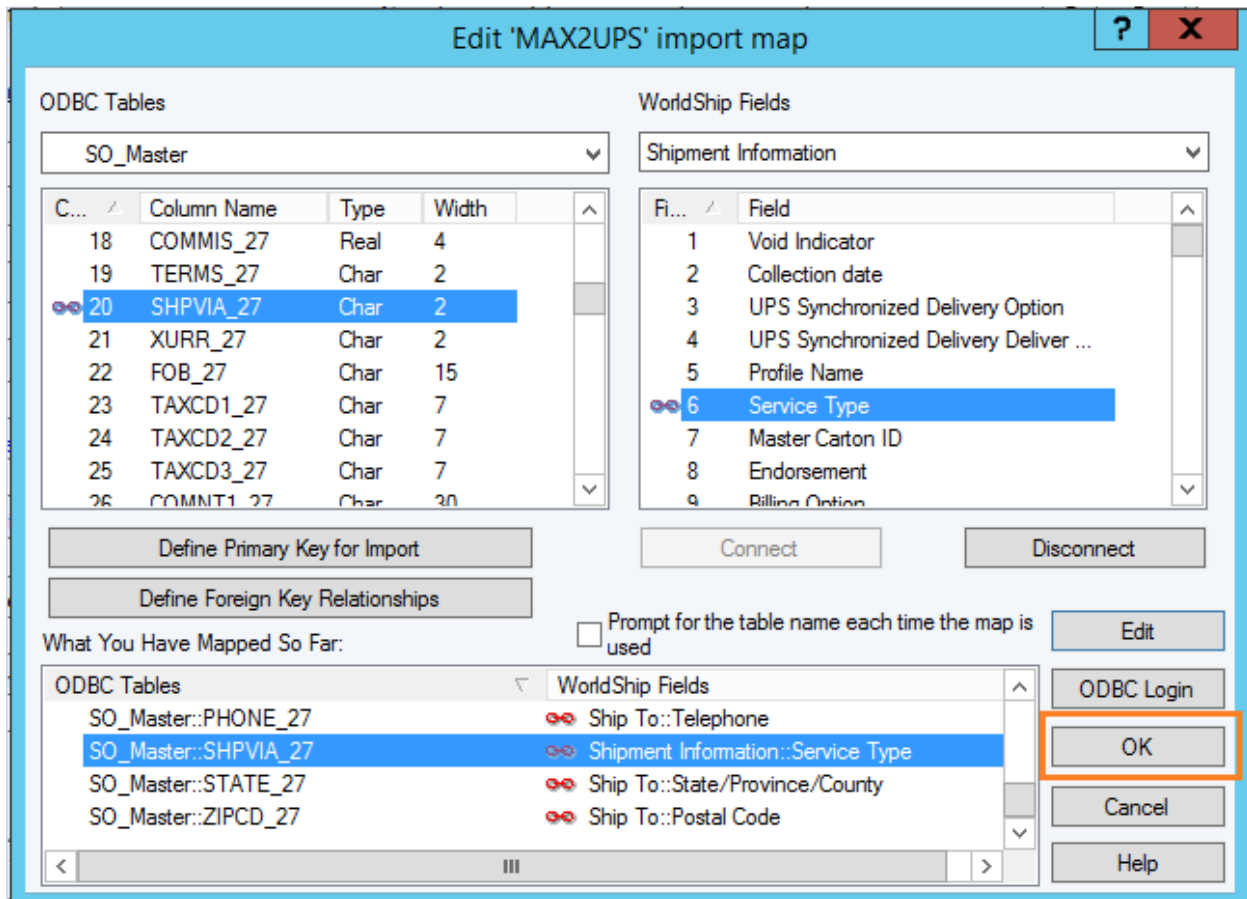 Edit 'MAX2UPS' import map
? X
ODBC Tables
WorldShip Fields
SO_Master
Shipment Information
C... Column Name Type Width
18 COMMIS_27 Real 4
19 TERMS_27 Char 2
20 SHPVIA_27 Char 2
21 XURR_27 Char 2
22 FOB_27 Char 15
23 TAXCD1_27 Char 7
24 TAXCD2_27 Char 7
25 TAXCD3_27 Char 7
26 COMNT1_27 Char 30
Fi... Field
1 Void Indicator
2 Collection date
3 UPS Synchronized Delivery Option
4 UPS Synchronized Delivery Deliver ...
5 Profile Name
6 Service Type
7 Master Carton ID
8 Endorsement
9 Billing Option
Define Primary Key for Import
Connect
Disconnect
Define Foreign Key Relationships
Prompt for the table name each time the map is
used
Edit
What You Have Mapped So Far:
ODBC Tables WorldShip Fields
SO_Master::PHONE_27 Ship To::Telephone
SO_Master::SHPVIA_27 Shipment Information::Service Type
SO_Master::STATE_27 Ship To::State/Province/County
SO_Master::ZIPCD_27 Ship To::Postal Code
ODBC Login
OK
Cancel
Help